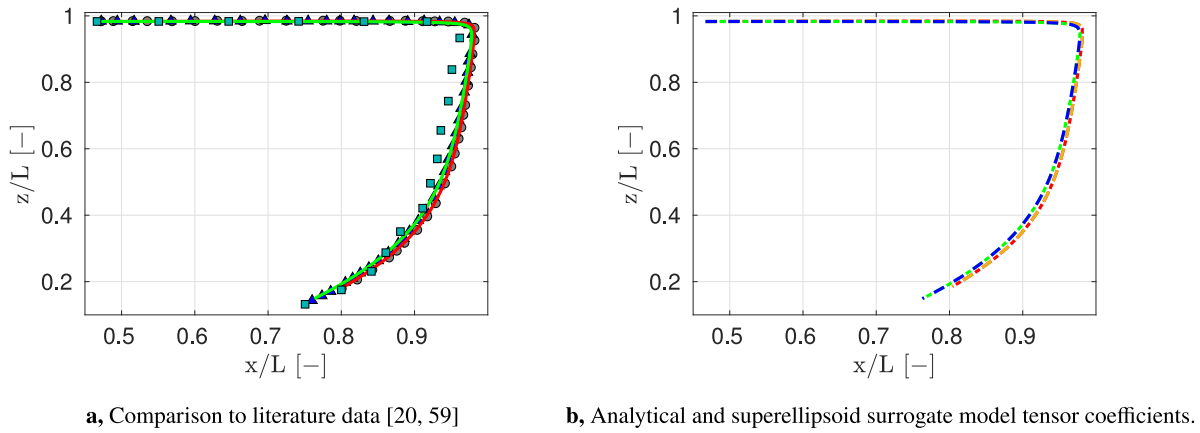 1
0.8
0.6
0.4
0.2
z/L [−]
0.5 0.6 0.7 0.8 0.9
x/L [−]
1
0.8
0.6
0.4
0.2
z/L [−]
0.5 0.6 0.7 0.8 0.9
x/L [−]
a, Comparison to literature data [20, 59]
b, Analytical and superellipsoid surrogate model tensor coefficients.